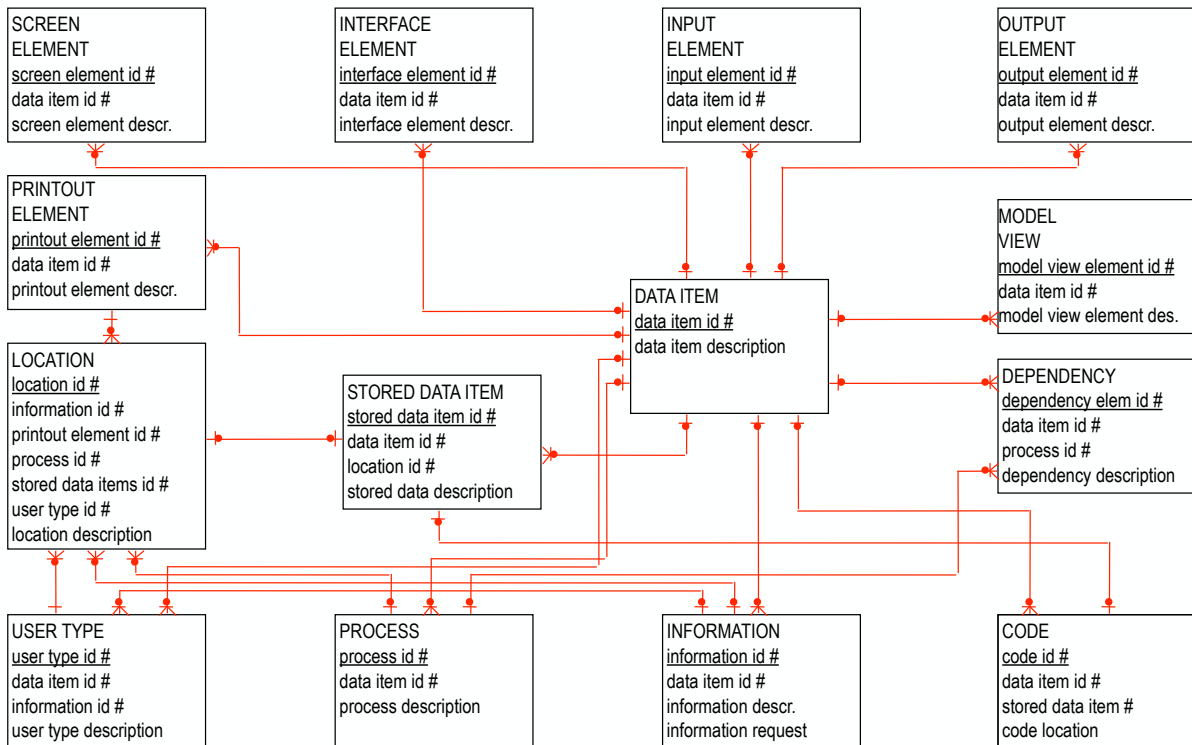 SCREEN
ELEMENT
screen element id #
data item id #
screen element descr.
INTERFACE
ELEMENT
interface element id #
data item id #
interface element descr.
INPUT
ELEMENT
input element id #
data item id #
input element descr.
OUTPUT
ELEMENT
output element id #
data item id #
output element descr.
PRINTOUT
ELEMENT
printout element id #
data item id #
printout element descr.
MODEL
VIEW
model view element id #
data item id #
model view element des.
DATA ITEM
data item id #
data item description
LOCATION
location id #
information id #
printout element id #
process id #
stored data items id #
user type id #
location description
STORED DATA ITEM
stored data item id #
data item id #
location id #
stored data description
DEPENDENCY
dependency elem id #
data item id #
process id #
dependency description
USER TYPE
user type id #
data item id #
information id #
user type description
PROCESS
process id #
data item id #
process description
INFORMATION
information id #
data item id #
information descr.
information request
CODE
code id #
data item id #
stored data item #
code location